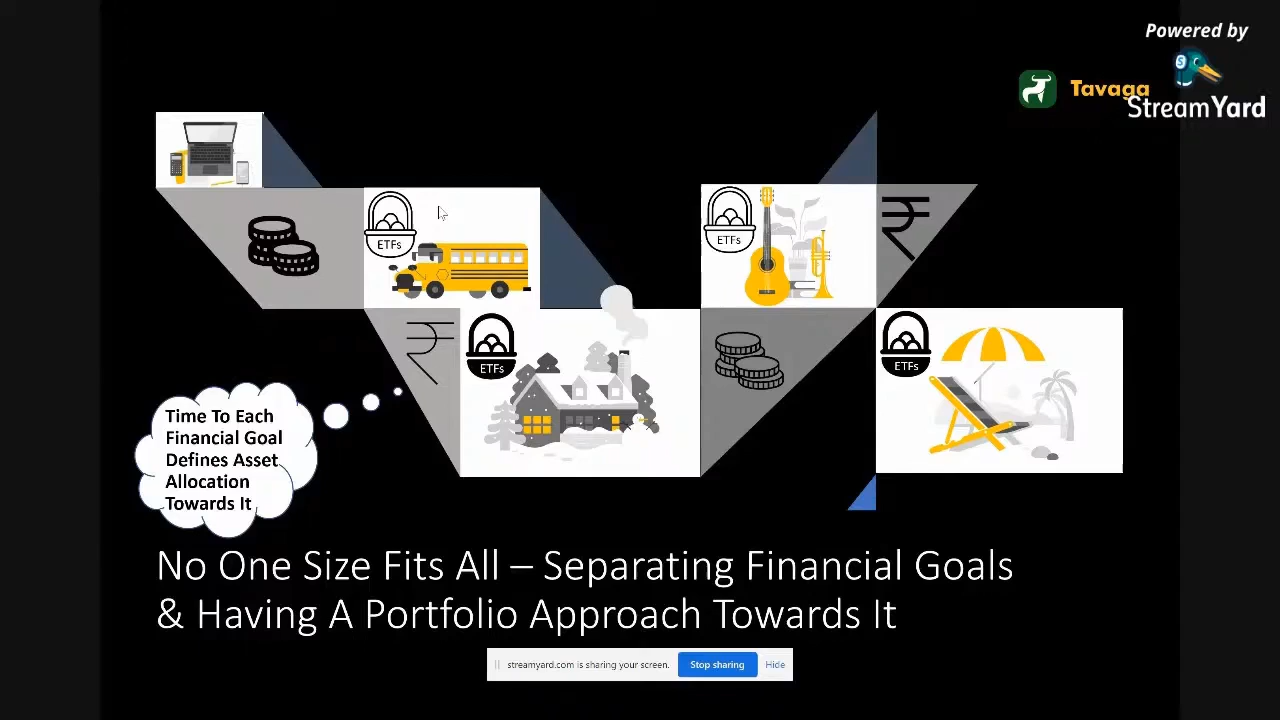 Powered by
Tavaga
StreamYard
ETFs
ETFs
₹
₹
ETFs
ETFs
Time To Each
Financial Goal
Defines Asset
Allocation
Towards It
No One Size Fits All – Separating Financial Goals
& Having A Portfolio Approach Towards It
streamyard.com is sharing your screen. Stop sharing Hide